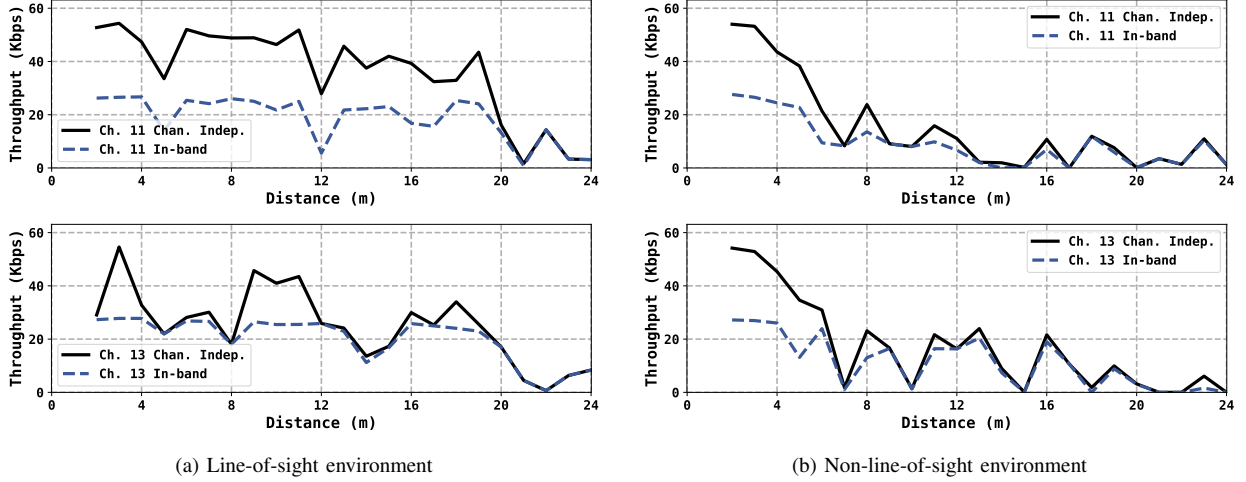 60
40
20
0
Throughput (Kbps)
Ch. 11 Chan. Indep.
Ch. 11 In-band
0 4 8 12 16 20 24
Distance (m)
60
40
20
0
Throughput (Kbps)
Ch. 13 Chan. Indep.
Ch. 13 In-band
0 4 8 12 16 20 24
Distance (m)
(a) Line-of-sight environment
60
40
20
0
Throughput (Kbps)
Ch. 11 Chan. Indep.
Ch. 11 In-band
0 4 8 12 16 20 24
Distance (m)
60
40
20
0
Throughput (Kbps)
Ch. 13 Chan. Indep.
Ch. 13 In-band
0 4 8 12 16 20 24
Distance (m)
(b) Non-line-of-sight environment